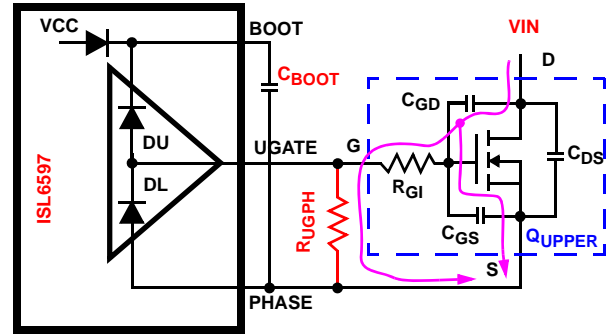 VCC
BOOT
VIN
D
CBOOT
CGD
DU
UGATE
G
DL
RGI
CDS
ISL6597
RUGPH
CGS
QUPPER
S
PHASE